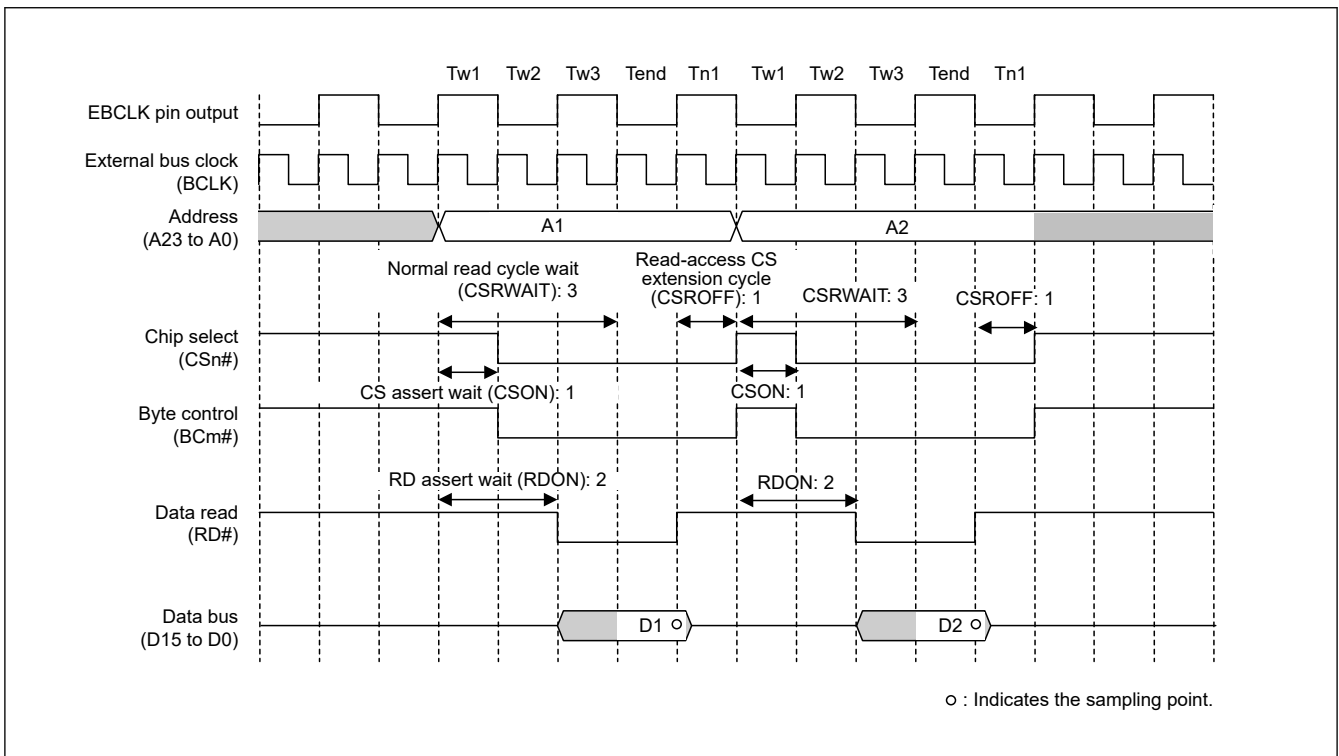 Tw1 Tw2 Tw3 Tend Tn1 Tw1 Tw2 Tw3 Tend Tn1
EBCLK pin output
External bus clock
(BCLK)
Address
(A23 to A0)
A1
A2
Normal read cycle wait
(CSRWAIT): 3
Read-access CS
extension cycle
(CSROFF): 1
CSRWAIT: 3
CSROFF: 1
Chip select
(CSn#)
CS assert wait (CSON): 1
CSON: 1
Byte control
(BCm#)
RD assert wait (RDON): 2
RDON: 2
Data read
(RD#)
Data bus
(D15 to D0)
D1
D2
: Indicates the sampling point.